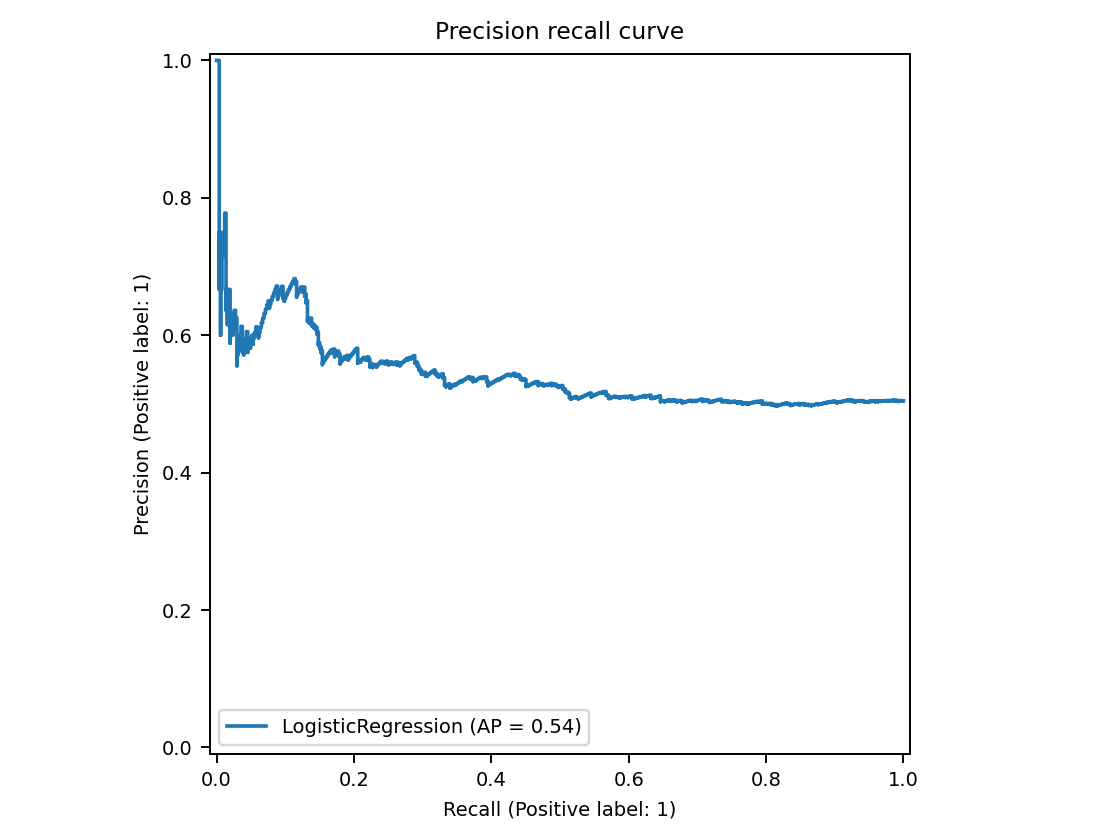 Precision recall curve
1.0
0.8
0.6
0.4
0.2
0.0
Precision (Positive label: 1)
LogisticRegression (AP = 0.54)
0.0 0.2 0.4 0.6 0.8 1.0
Recall (Positive label: 1)